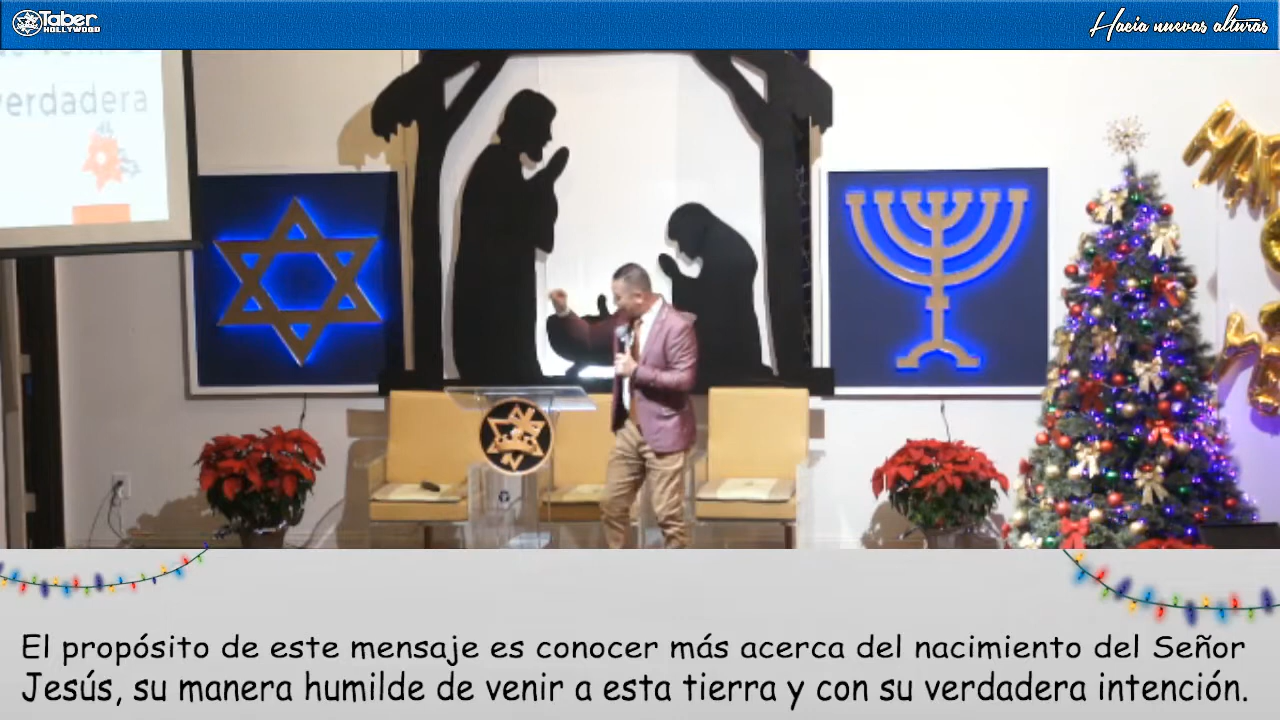 Taber
HOLLYWOOD
Hacia nuevas alturas
verdadera
El propósito de este mensaje es conocer más acerca del nacimiento del Señor
Jesús, su manera humilde de venir a esta tierra y con su verdadera intención.